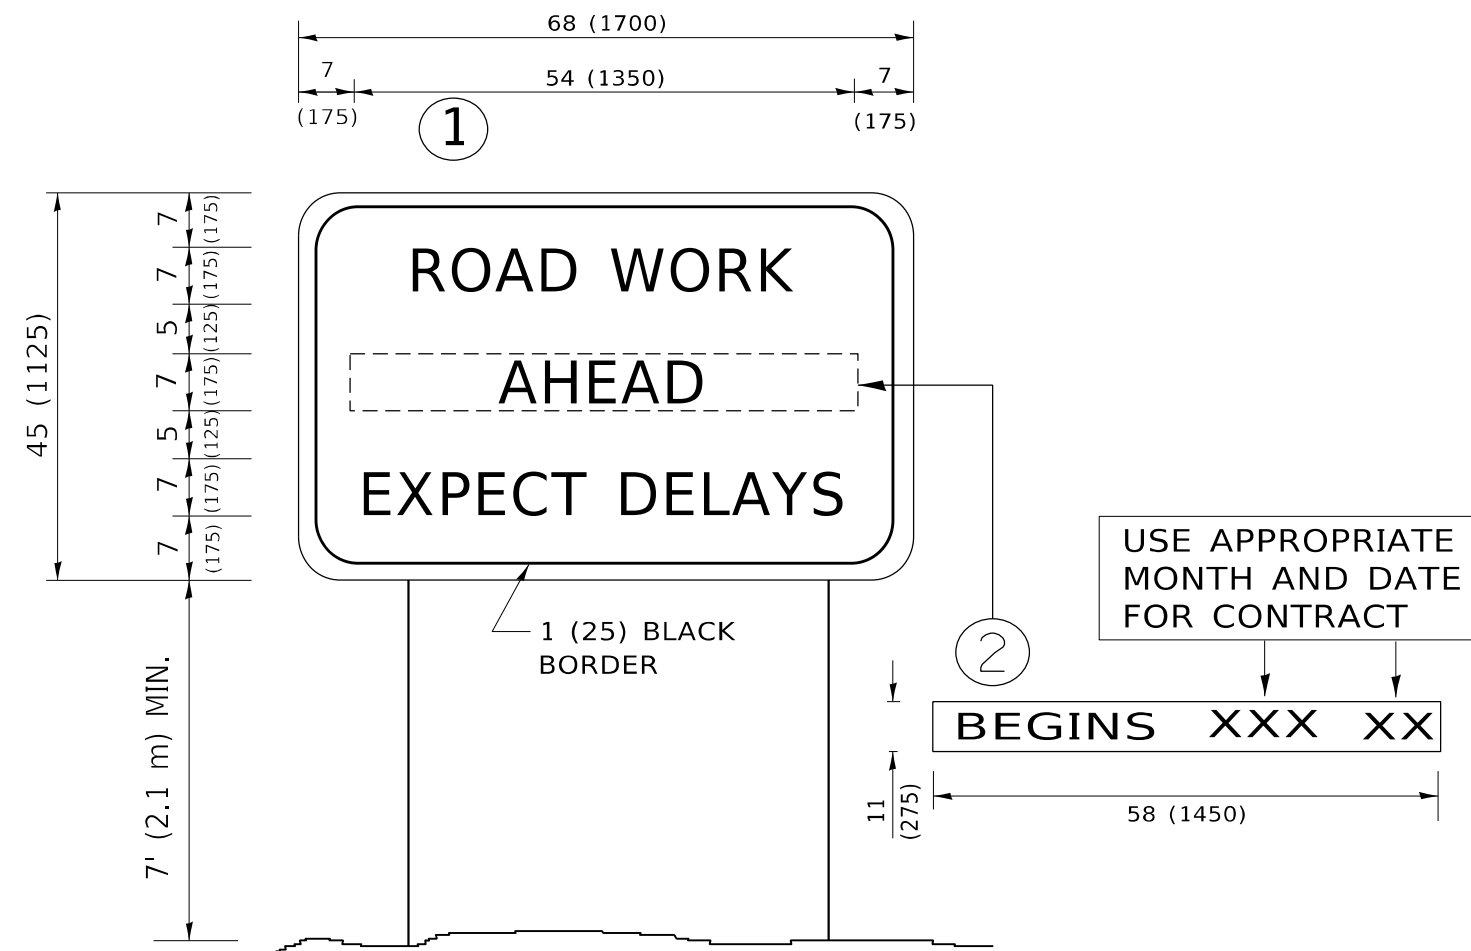 68 (1700)
7
54 (1350)
7
(175)
(175)
1
7
(175)
7
(175)
5
(125)
7
(175)
5
(125)
7
(175)
7
(175)
45 (1125)
ROAD WORK
AHEAD
EXPECT DELAYS
1 (25) BLACK
BORDER
7' (2.1 m) MIN.
USE APPROPRIATE
MONTH AND DATE
FOR CONTRACT
2
BEGINS XXX XX
11
(275)
58 (1450)